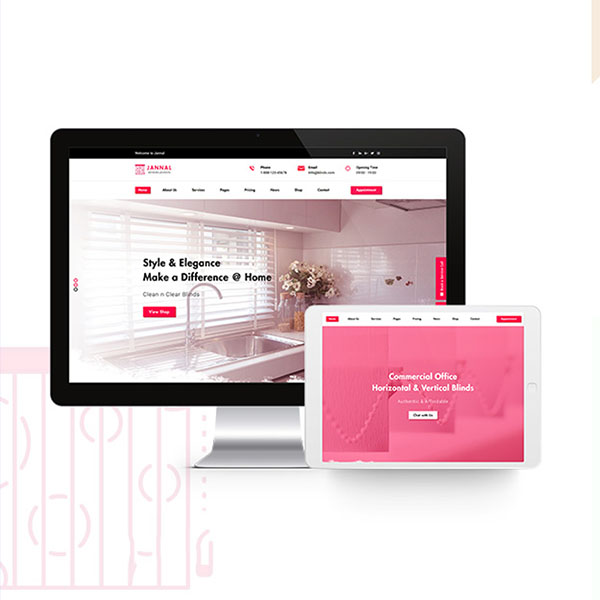 Welcome to Jannal
JANNAL
Phone
Email
Opening Time
Home About Us Services Pages Pricing News Shop Contact Appointment
Style & Elegance
Make a Difference @ Home
Clean n Clear Blinds
View Shop
Home About Us Services Pages Pricing News Shop Contact Appointment
Commercial Office
Horizontal & Vertical Blinds
Authentic & Affordable
Chat with Us